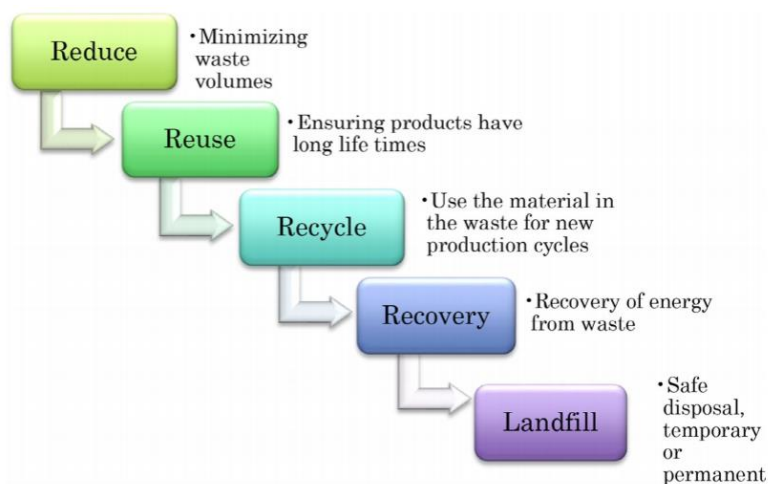 Reduce
•Minimizing
waste
volumes
Reuse
•Ensuring products have
long life times
Recycle
•Use the material in
the waste for new
production cycles
Recovery
•Recovery of energy
from waste
Landfill
•Safe
disposal,
temporary
or
permanent